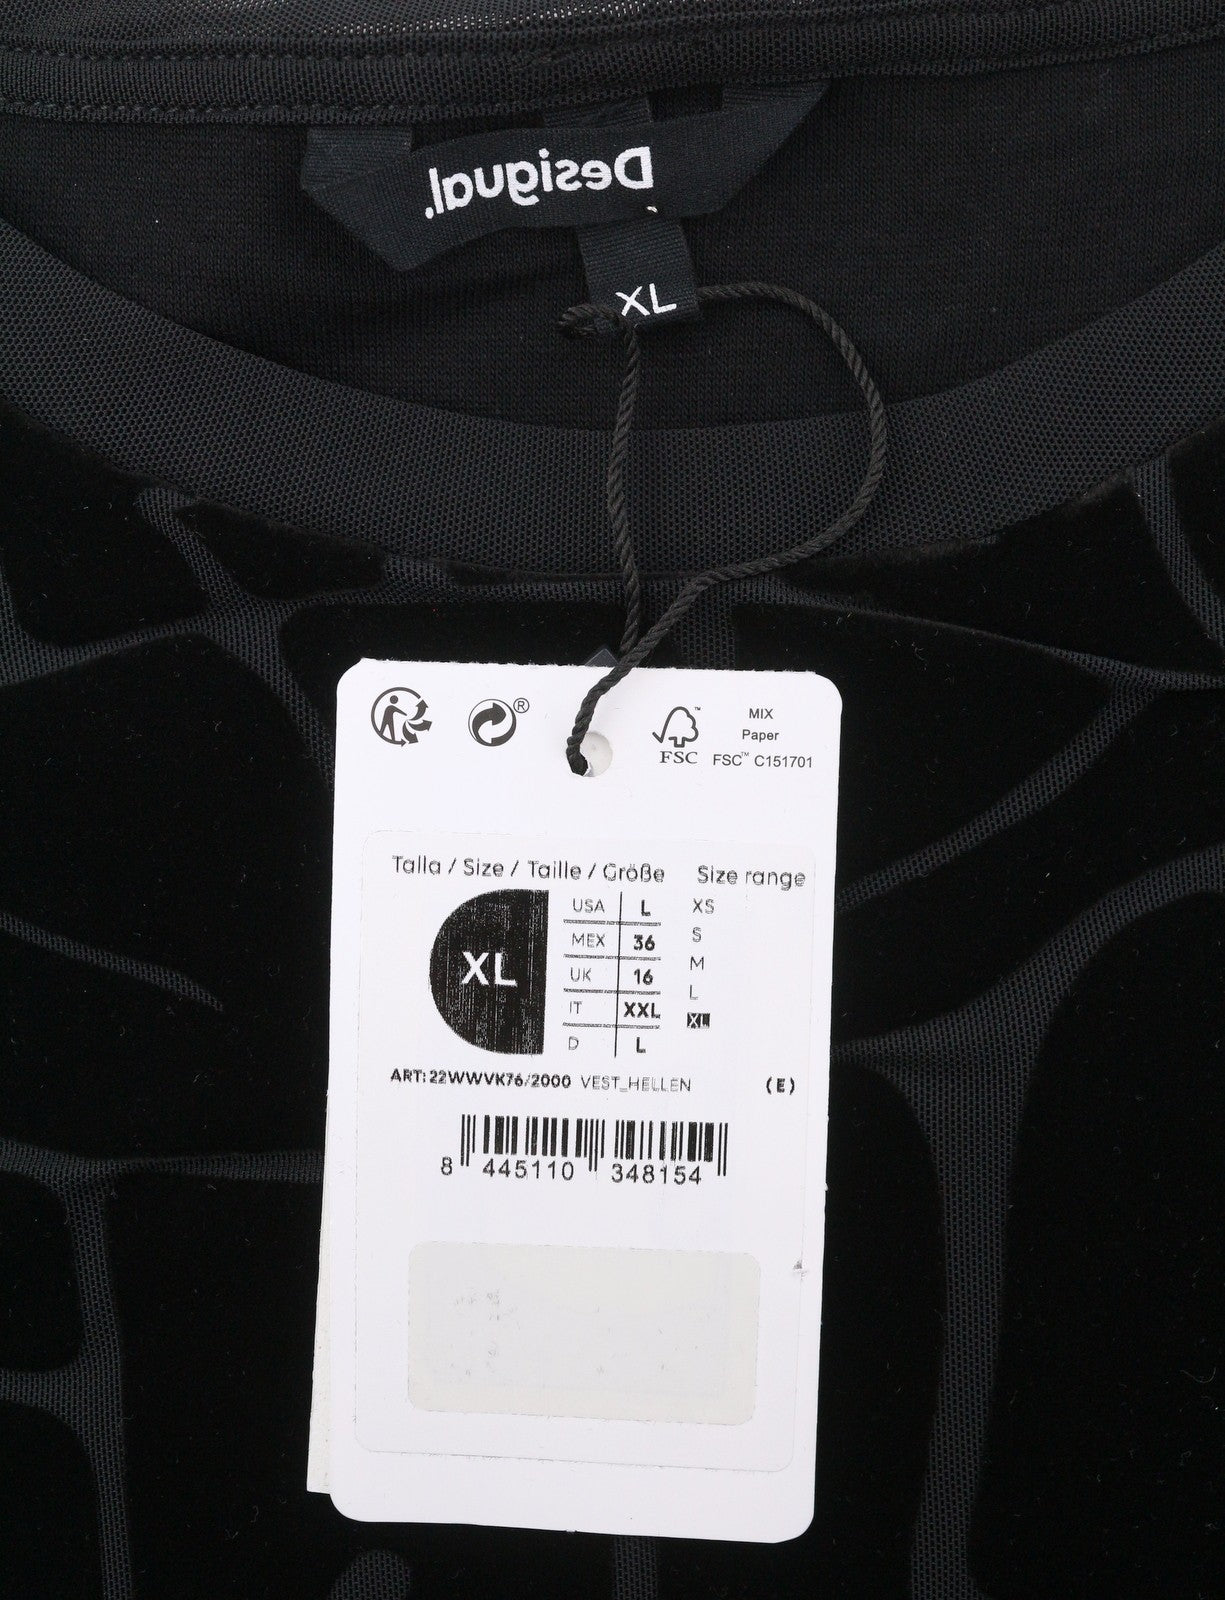 Desigual.
XL
®
™
MIX
Paper
FSC
FSC™ C151701
Talla / Size / Taille / Größe
Size range
XL
USA L
MEX 36
UK 16
IT XXL
D L
XS
S
M
L
XL
ART: 22WWVK76/2000 VEST_HELLEN (E)
8 445110 348154